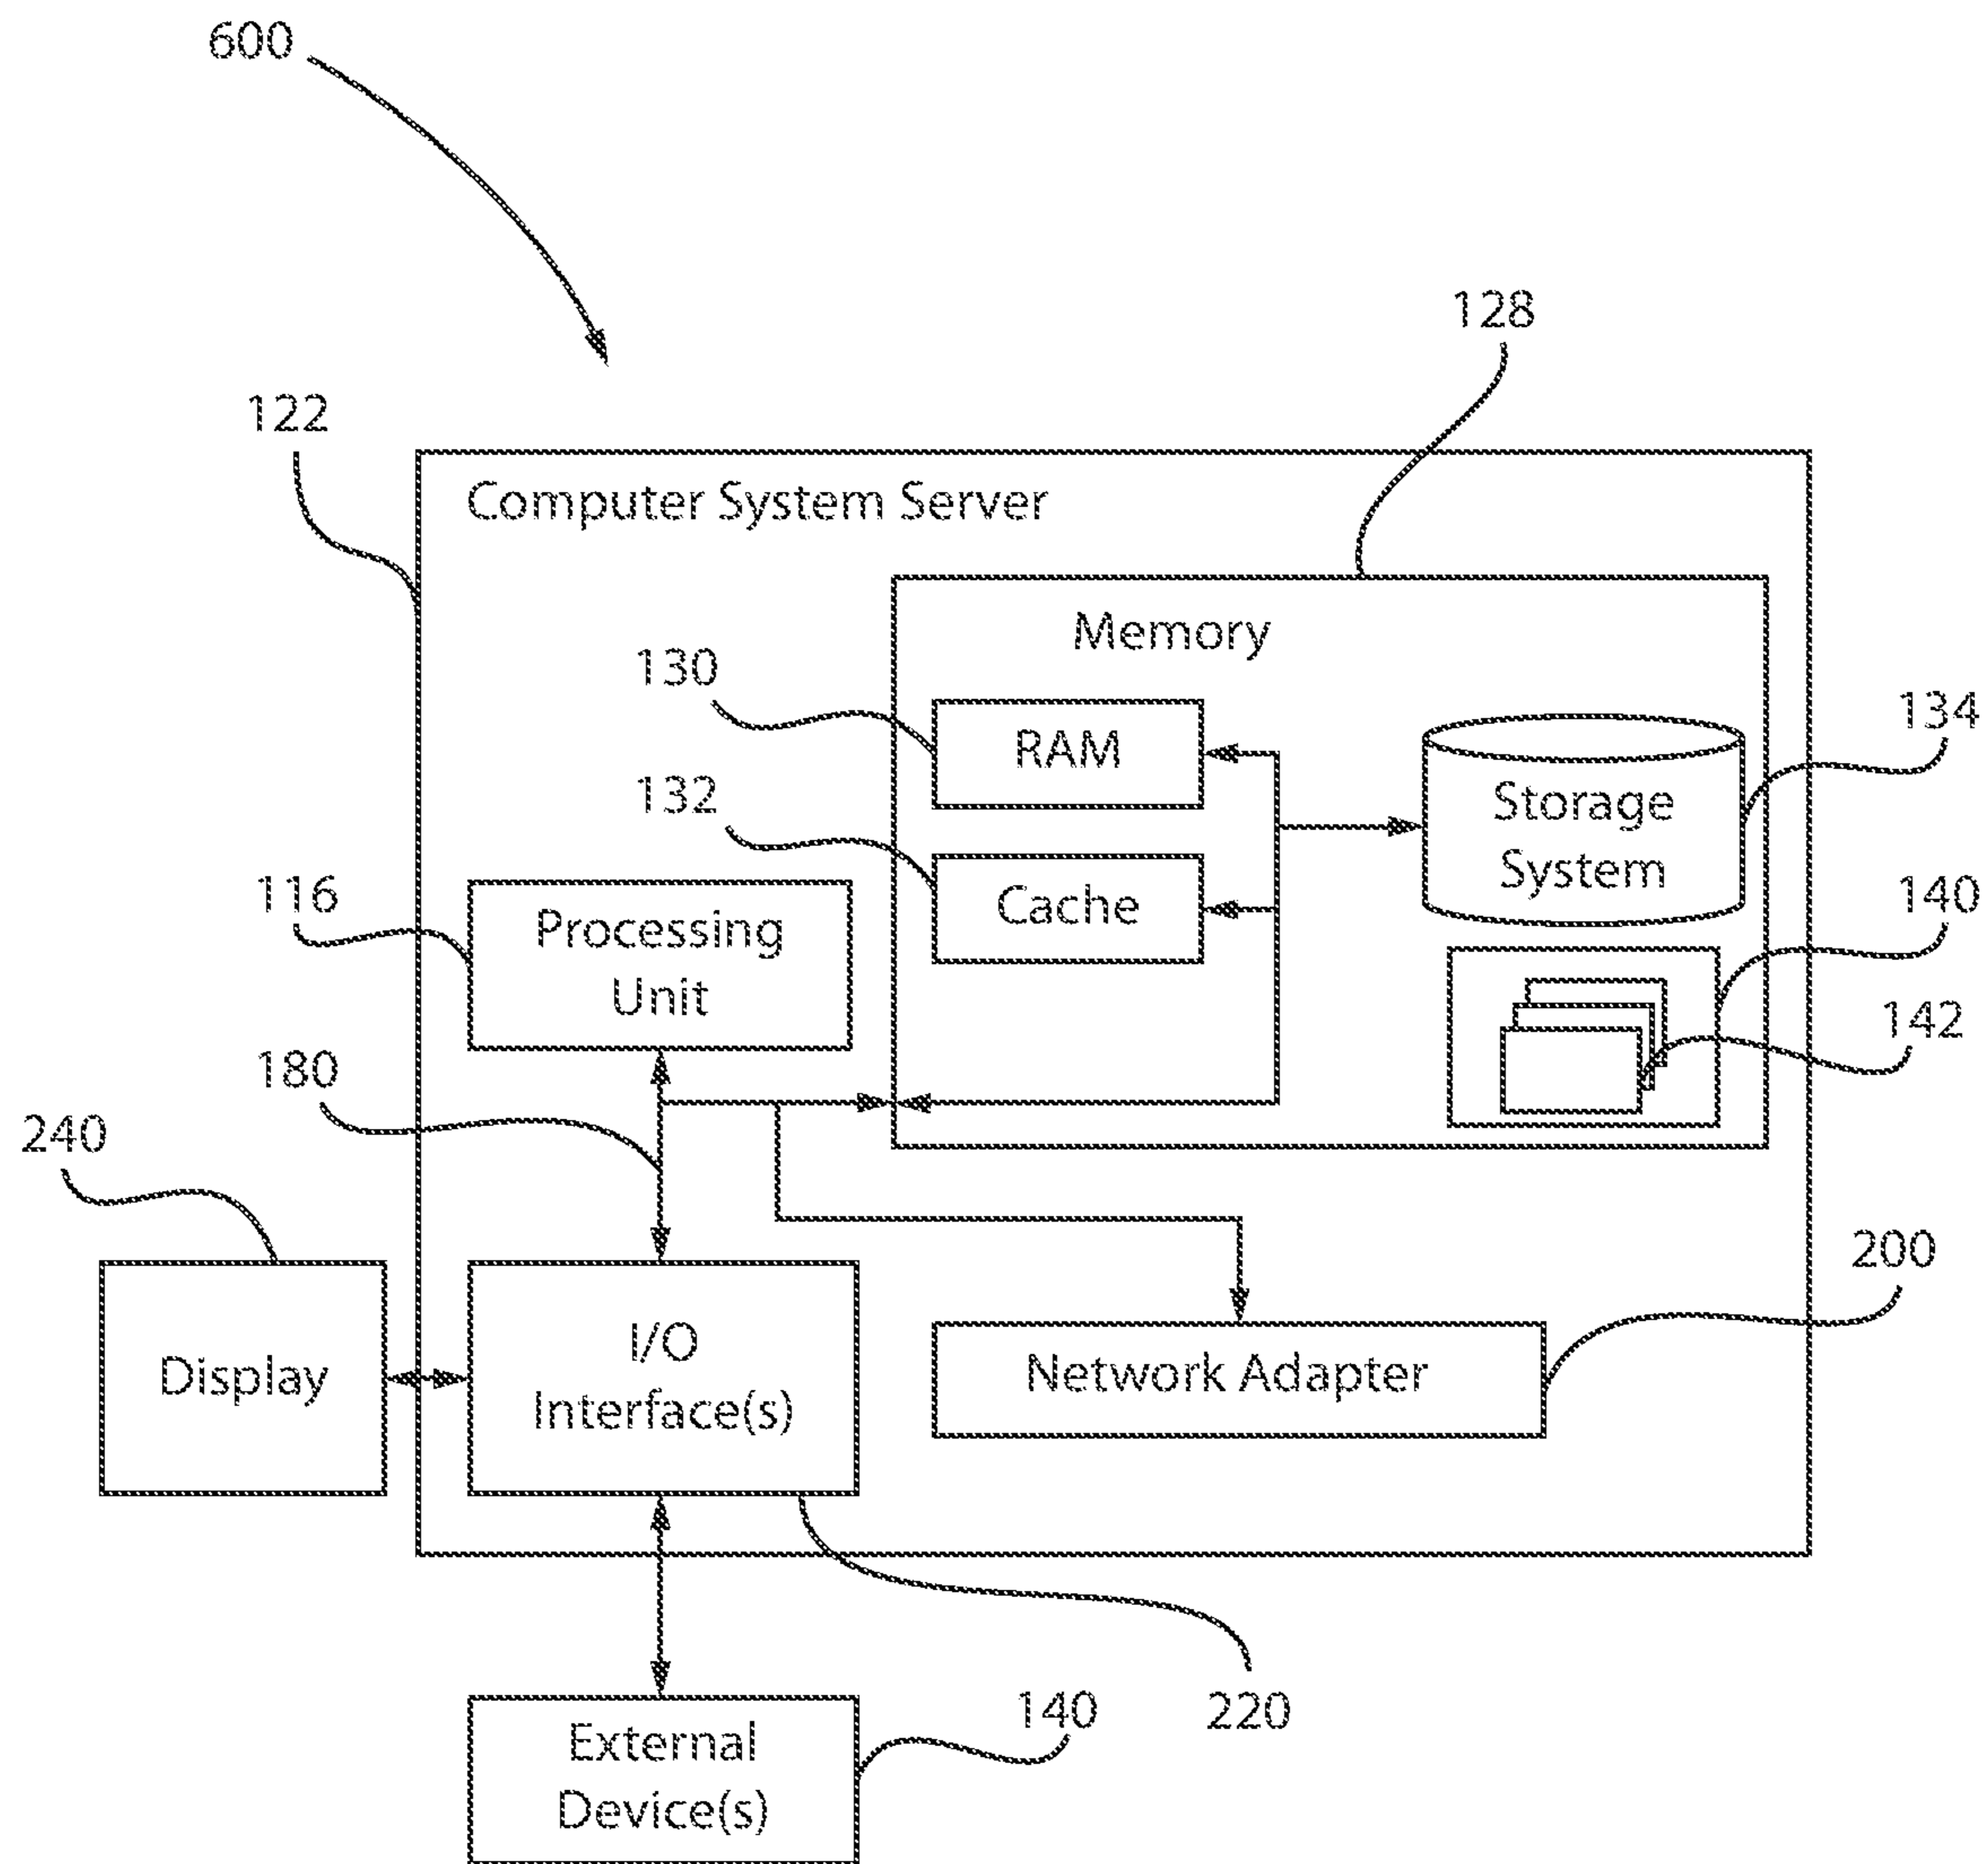 600
128
122
Computer System Server
Memory
130
RAM
134
132
Storage
System
Cache
116
Processing
Unit
140
142
180
240
200
I/O
Interface(s)
Display
Network Adapter
220
140
External
Device(s)